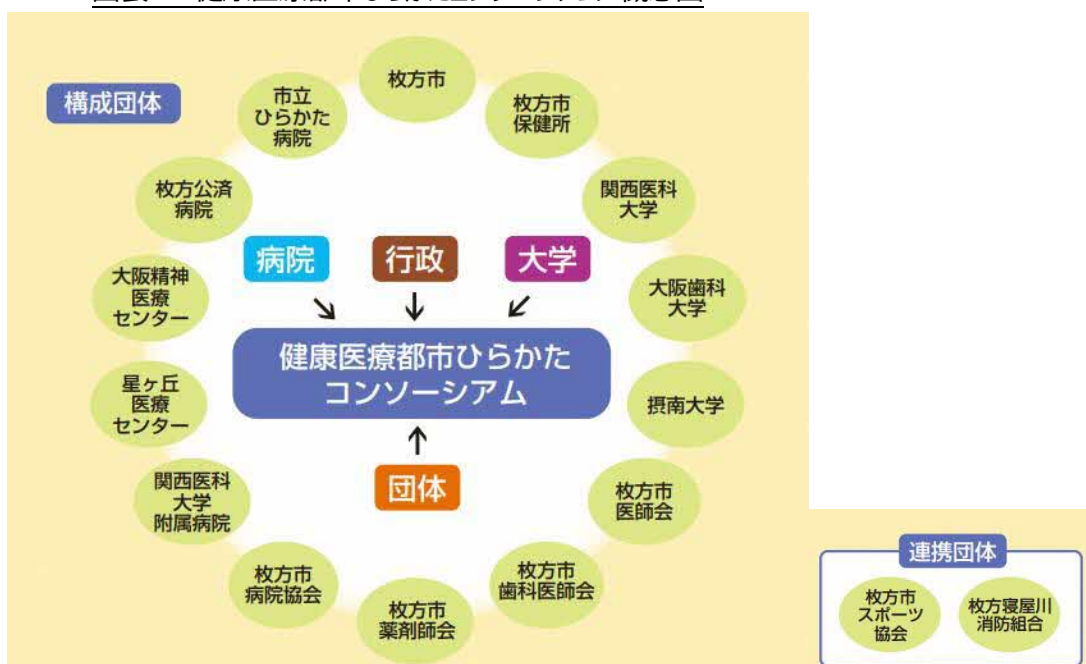 構成団体
枚方市
市立
ひらかた
病院
枚方市
保健所
枚方公済
病院
関西医科
大学
病院
行政
大学
大阪精神
医療
センター
大阪歯科
大学
健康医療都市ひらかた
コンソーシアム
星ヶ丘
医療
センター
摂南大学
団体
関西医科
大学
附属病院
枚方市
医師会
枚方市
病院協会
枚方市
薬剤師会
枚方市
歯科医師会
連携団体
枚方市
スポーツ
協会
枚方寝屋川
消防組合